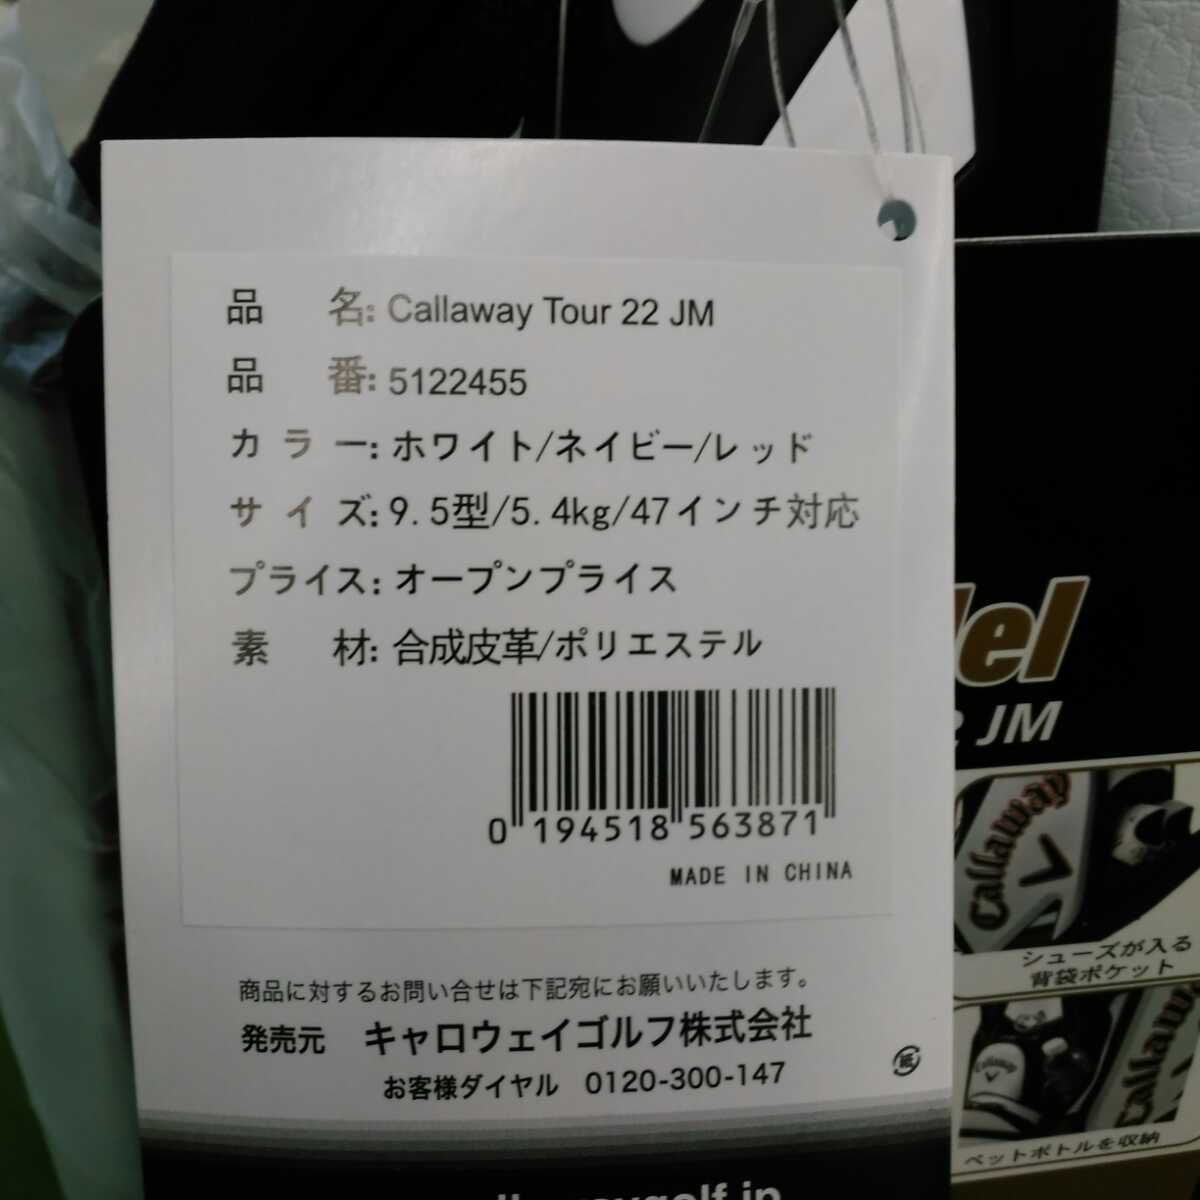 品 名: Callaway Tour 22 JM
品 番: 5122455
カラー: ホワイト/ネイビー/レッド
サイズ: 9.5型/5.4kg/47インチ対応
プライス: オープンプライス
素 材: 合成皮革/ポリエステル
0 194518 563871
MADE IN CHINA
商品に対するお問い合せは下記宛にお願いいたします。
発売元 キャロウェイゴルフ株式会社
お客様ダイヤル 0120-300-147
紙
del
JM
Callaway
シューズが入る
背袋ポケット
Callaway
Callaway
ペットボトルを収納